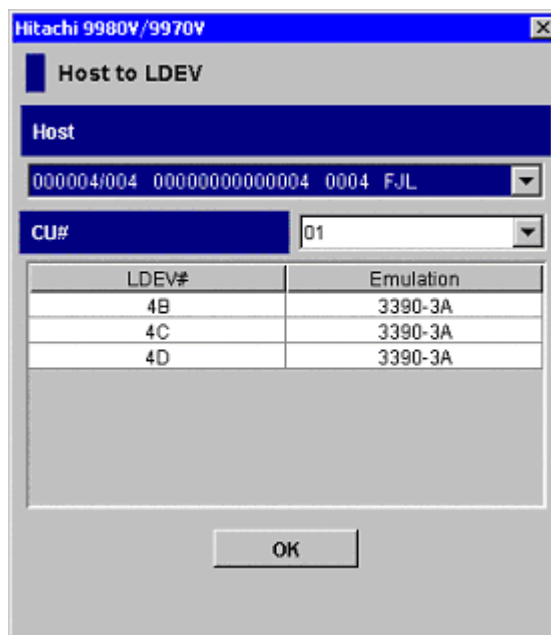 Hitachi 9980V/9970V
Host to LDEV
Host
000004/004 00000000000004 0004 FJL
CU# 01
LDEV# Emulation
4B 3390-3A
4C 3390-3A
4D 3390-3A
OK